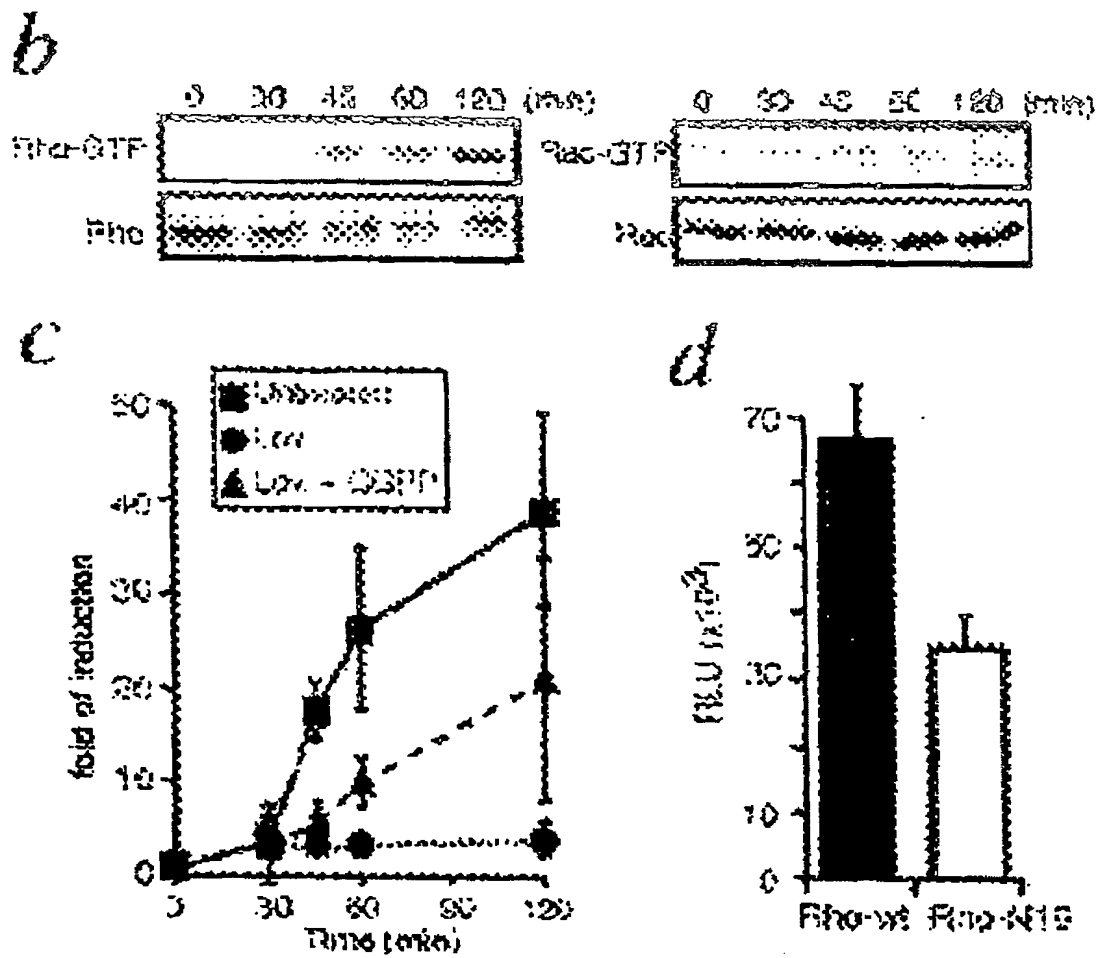 b
0 30 45 60 120 (min)
Rho-GTP
Rho
0 30 45 60 120 (min)
Rac-GTP
Rac
c
Untreated
Lov
Lov + GGPP
50
40
30
20
10
0
fold of induction
0 30 60 90 120
Time (min)
d
70
50
30
10
0
RLU (x10³)
Rho-wt Rho-N19